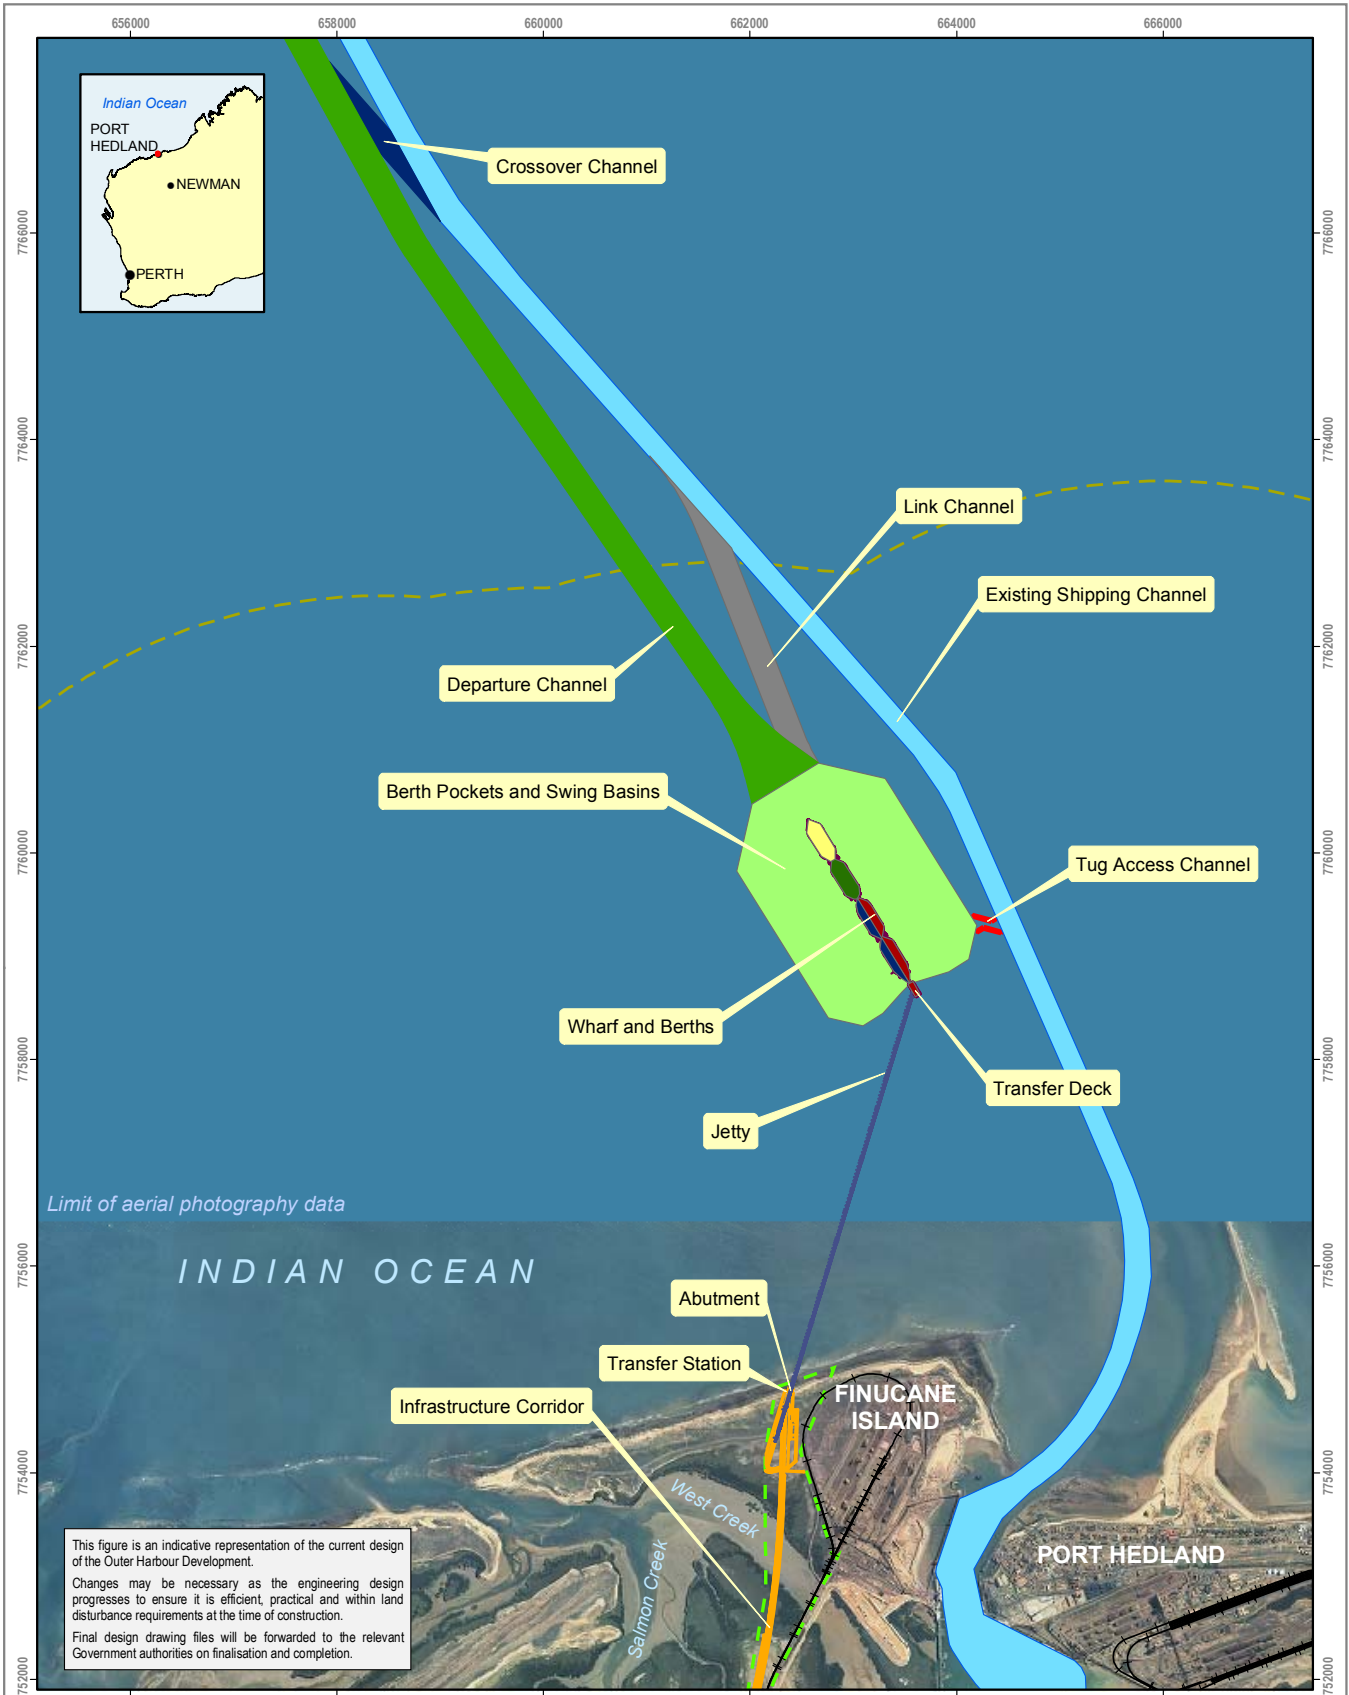 656000
658000
660000
662000
664000
666000
Indian Ocean
PORT
HEDLAND
NEWMAN
PERTH
Crossover Channel
7766000
7766000
7764000
7764000
Link Channel
Existing Shipping Channel
7762000
7762000
Departure Channel
Berth Pockets and Swing Basins
7760000
7760000
Tug Access Channel
Wharf and Berths
7758000
7758000
Transfer Deck
Jetty
Limit of aerial photography data
INDIAN OCEAN
7756000
7756000
Abutment
Transfer Station
Infrastructure Corridor
FINUCANE
ISLAND
7754000
7754000
West Creek
Salmon Creek
PORT HEDLAND
This figure is an indicative representation of the current design
of the Outer Harbour Development.
Changes may be necessary as the engineering design
progresses to ensure it is efficient, practical and within land
disturbance requirements at the time of construction.
Final design drawing files will be forwarded to the relevant
Government authorities on finalisation and completion.
752000
752000